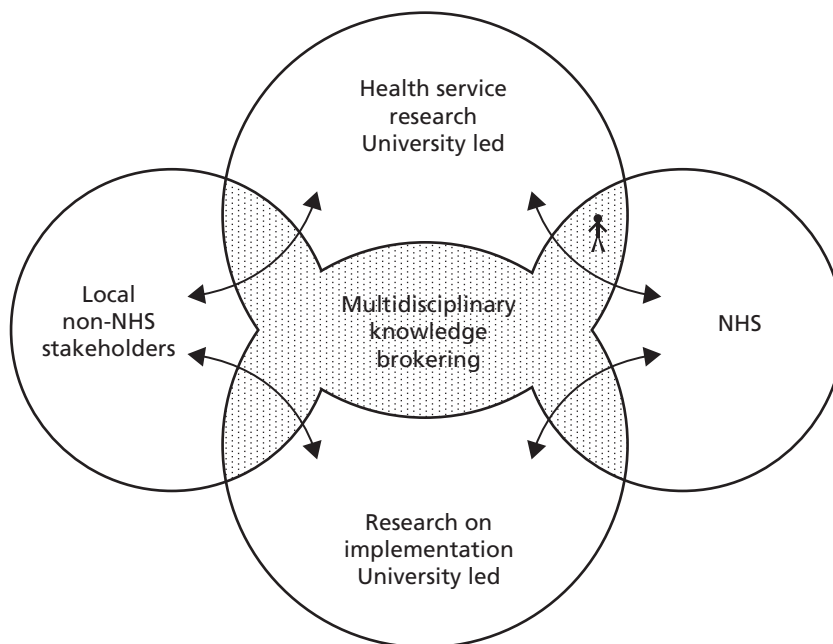 Health service
research
University led
Local
non-NHS
stakeholders
Multidisciplinary
knowledge
brokering
NHS
Research on
implementation
University led